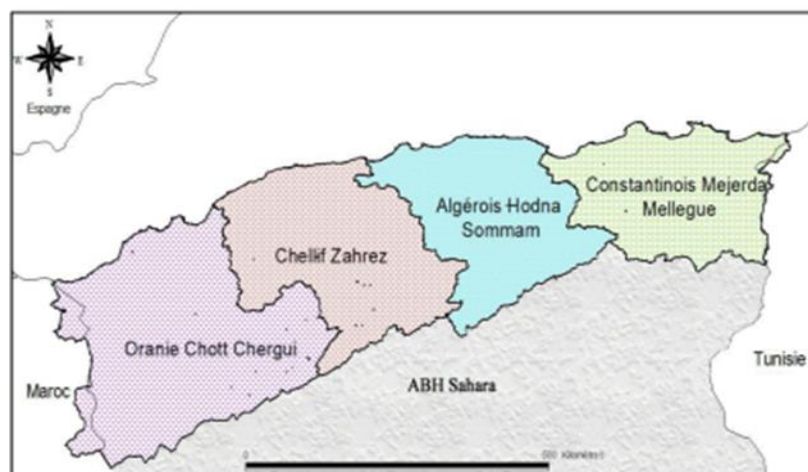 N
W E
S
Espagne
Constantinois Mejerda
Mellegue
Algérois Hodna
Sommam
Chellif Zahrez
Oranie Chott Chergui
Tunisie
Maroc
ABH Sahara
0